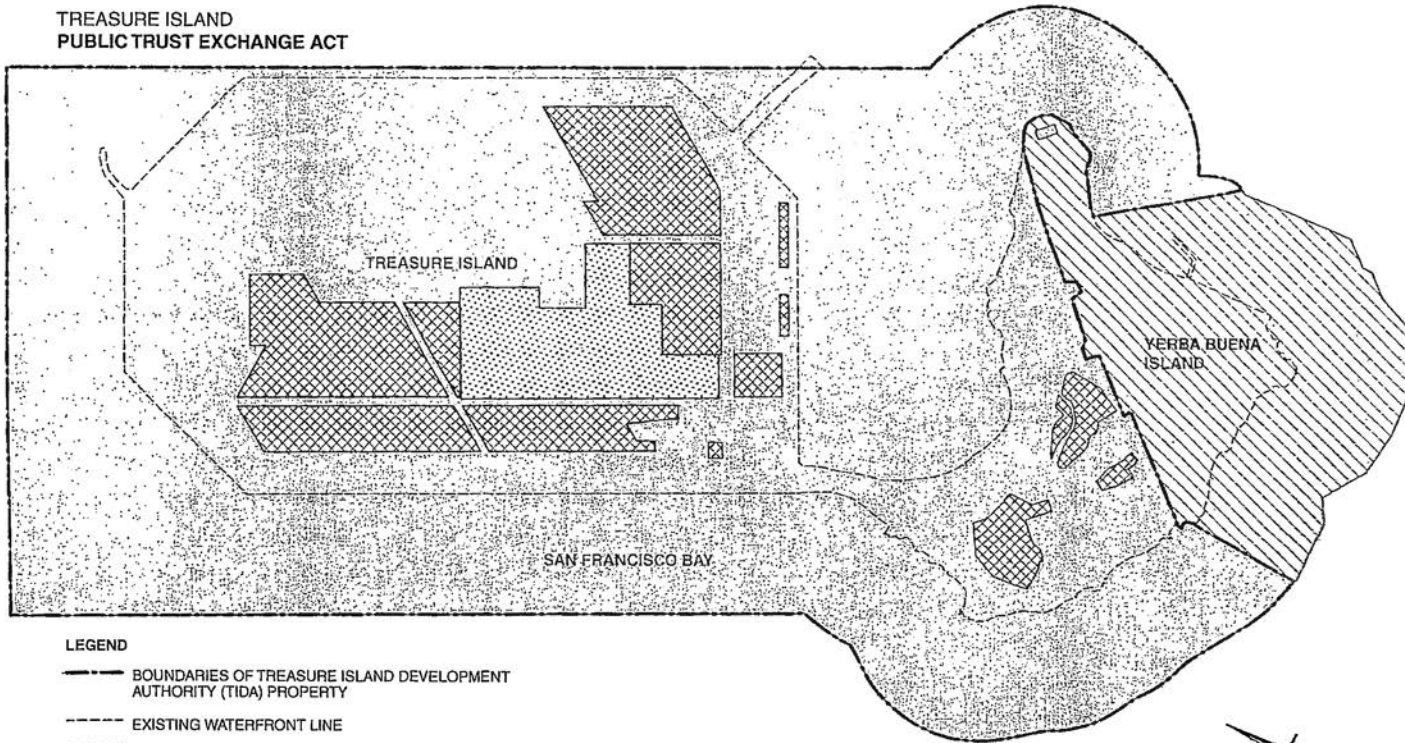 TREASURE ISLAND
PUBLIC TRUST EXCHANGE ACT
TREASURE ISLAND
YERBA BUENA
ISLAND
SAN FRANCISCO BAY
LEGEND
BOUNDARIES OF TREASURE ISLAND DEVELOPMENT
AUTHORITY (TIDA) PROPERTY
EXISTING WATERFRONT LINE